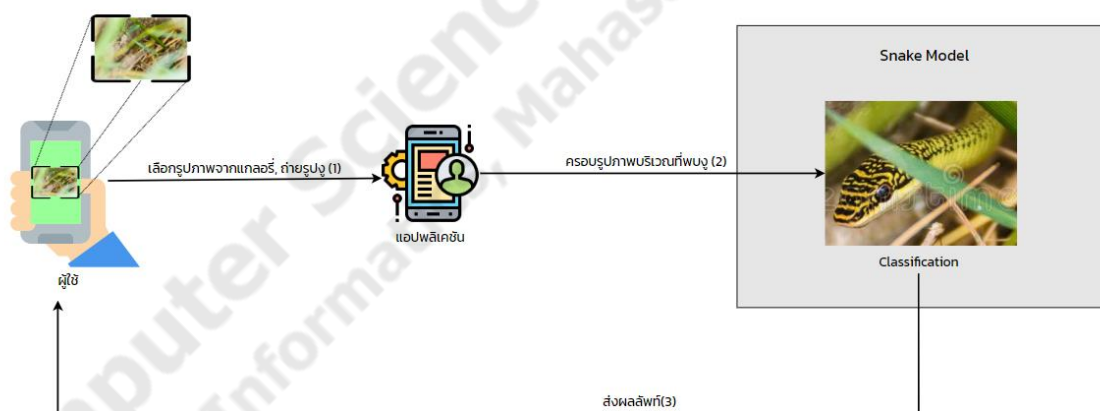 Snake Model
เลือกรูปภาพจากแกลอรี่, ถ่ายรูปงู (1)
ครอบรูปภาพบริเวณที่พบงู (2)
แอปพลิเคชัน
Classification
ผู้ใช้
ส่งผลลัพท์(3)